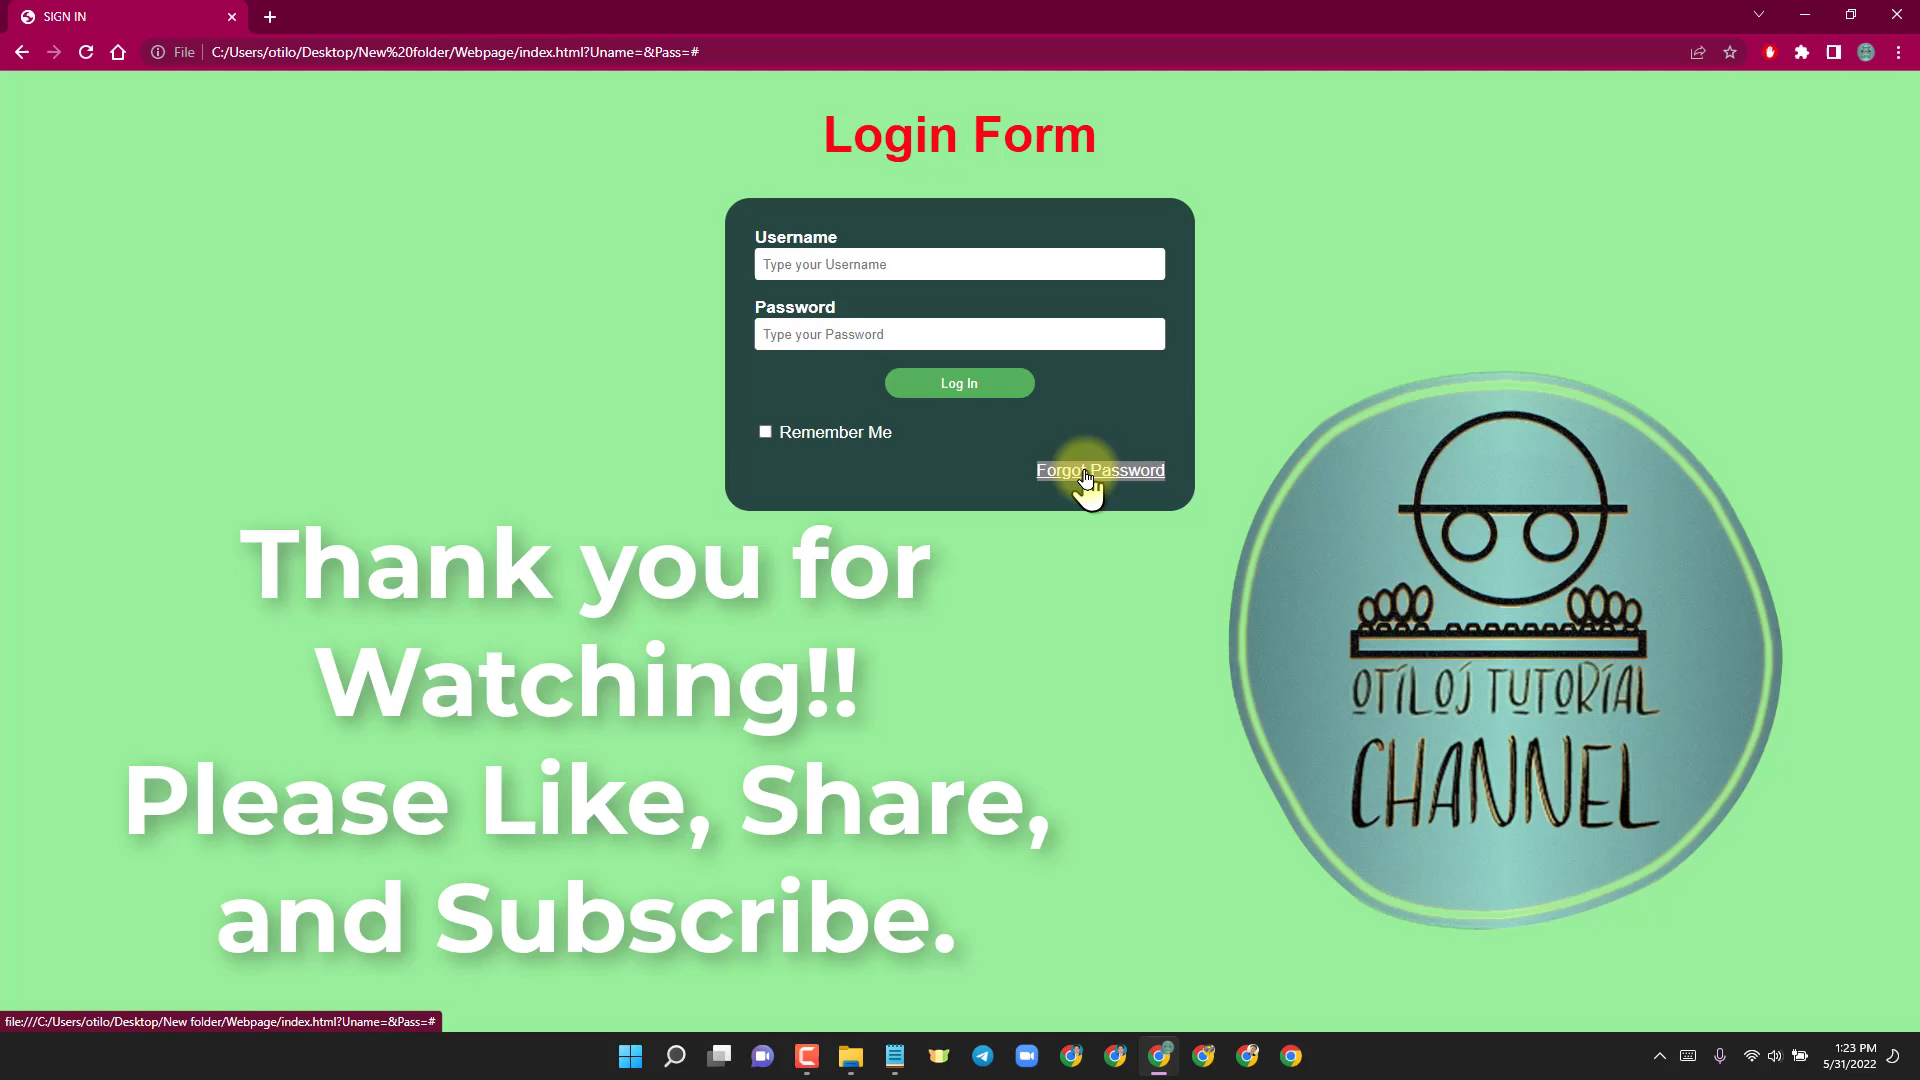 SIGN IN
File
C:/Users/otilo/Desktop/New%20folder/Webpage/index.html?Uname=&Pass=#
Login Form
Username
Type your Username
Password
Type your Password
Log In
Remember Me
Forgot Password
Thank you for
Watching!!
Please Like, Share,
and Subscribe.
OTILOJ TUTORIAL
CHANNEL
file:///C:/Users/otilo/Desktop/New folder/Webpage/index.html?Uname=&Pass=#
1:23 PM
5/31/2022